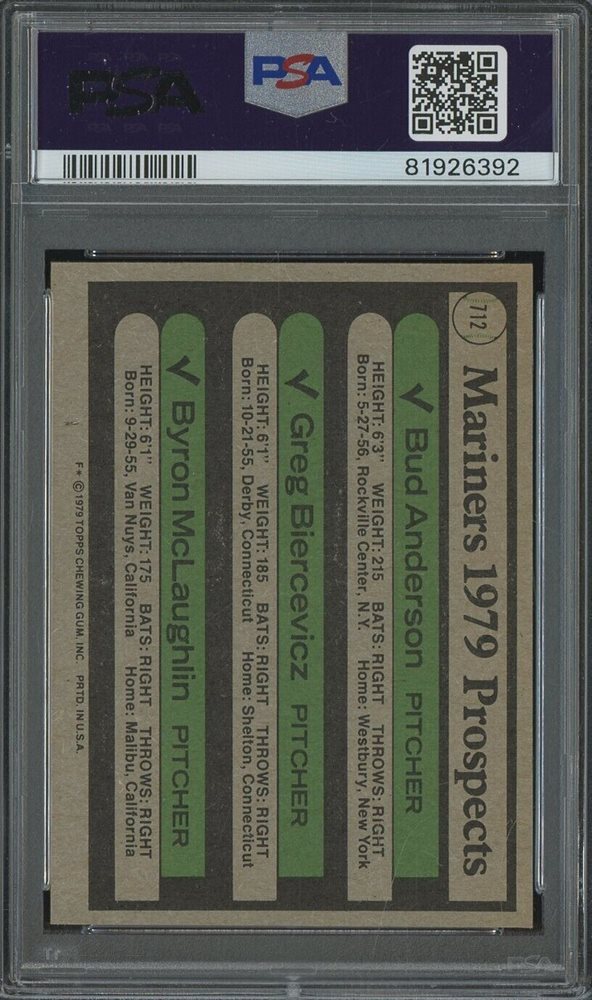 PSA
PSA
81926392
712
Mariners 1979 Prospects
✓ Bud Anderson PITCHER
HEIGHT: 6'3" WEIGHT: 215 BATS: RIGHT THROWS: RIGHT
Born: 5-27-56, Rockville Center, N.Y. Home: Westbury, New York
✓ Greg Biercevicz PITCHER
HEIGHT: 6'1" WEIGHT: 185 BATS: RIGHT THROWS: RIGHT
Born: 10-21-55, Derby, Connecticut Home: Shelton, Connecticut
✓ Byron McLaughlin PITCHER
HEIGHT: 6'1" WEIGHT: 175 BATS: RIGHT THROWS: RIGHT
Born: 9-29-55, Van Nuys, California Home: Malibu, California
F* © 1979 TOPPS CHEWING GUM, INC. PRTD. IN U.S.A.
PSA